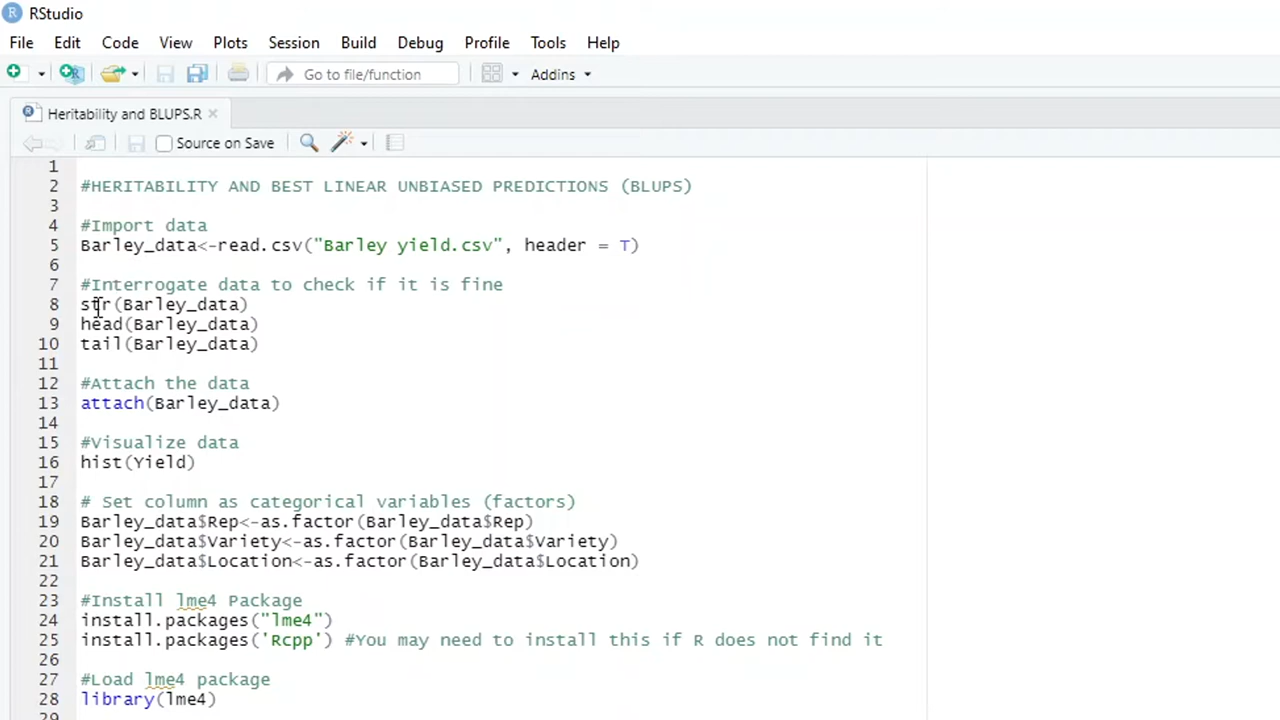 RStudio
File Edit Code View Plots Session Build Debug Profile Tools Help
Go to file/function Addins
Heritability and BLUPS.R
Source on Save
1
2 #HERITABILITY AND BEST LINEAR UNBIASED PREDICTIONS (BLUPS)
3
4 #Import data
5 Barley_data<-read.csv("Barley yield.csv", header = T)
6
7 #Interrogate data to check if it is fine
8 str(Barley_data)
9 head(Barley_data)
10 tail(Barley_data)
11
12 #Attach the data
13 attach(Barley_data)
14
15 #Visualize data
16 hist(Yield)
17
18 # Set column as categorical variables (factors)
19 Barley_data$Rep<-as.factor(Barley_data$Rep)
20 Barley_data$Variety<-as.factor(Barley_data$Variety)
21 Barley_data$Location<-as.factor(Barley_data$Location)
22
23 #Install lme4 Package
24 install.packages("lme4")
25 install.packages('Rcpp') #You may need to install this if R does not find it
26
27 #Load lme4 package
28 library(lme4)
29